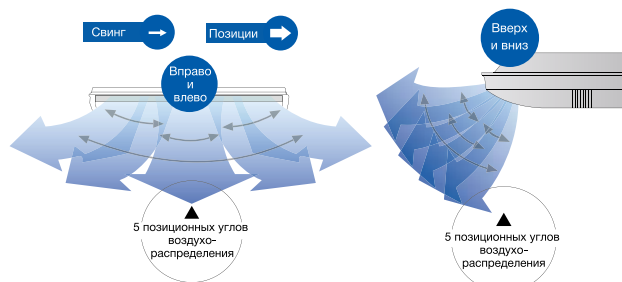 Свинг
Позиции
Вправо
и
влево
5 позиционных углов
воздухо-
распределения
Вверх
и вниз
5 позиционных углов
воздухо-
распределения